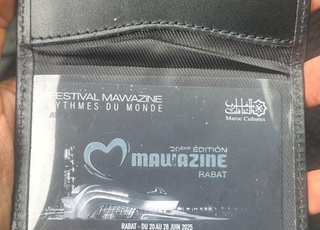 FESTIVAL MAWAZINE
RYTHMES DU MONDE
Maroc Cultures
20ÈME ÉDITION
MAWAZINE
RABAT
RABAT - DU 20 AU 28 JUIN 2025